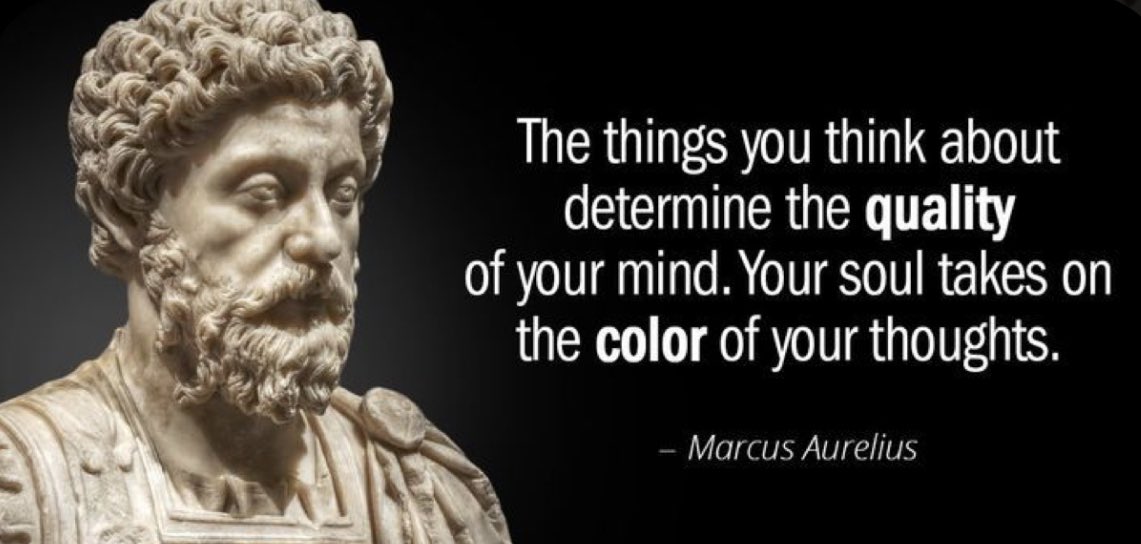 The things you think about
determine the quality
of your mind. Your soul takes on
the color of your thoughts.
– Marcus Aurelius